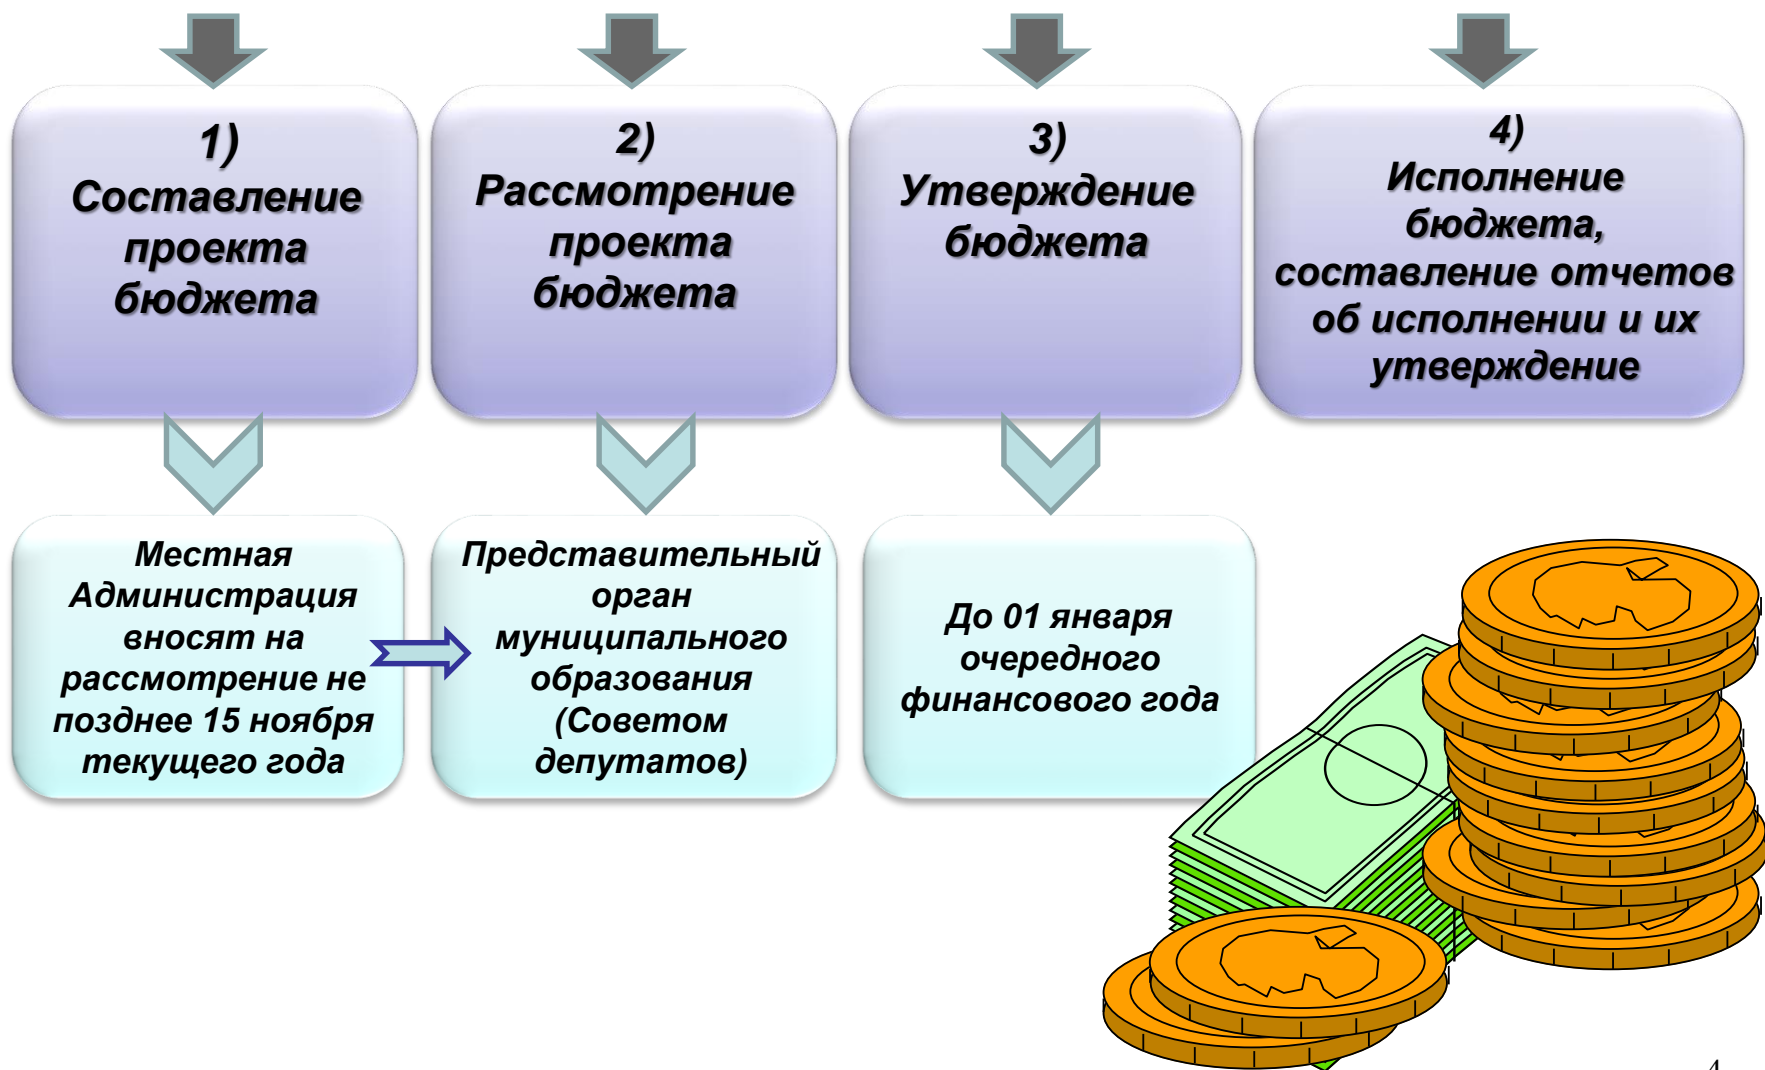 1)
Составление
проекта
бюджета
2)
Рассмотрение
проекта
бюджета
3)
Утверждение
бюджета
4)
Исполнение
бюджета,
составление отчетов
об исполнении и их
утверждение
Местная
Администрация
вносят на
рассмотрение не
позднее 15 ноября
текущего года
Представительный
орган
муниципального
образования
(Советом
депутатов)
До 01 января
очередного
финансового года
4